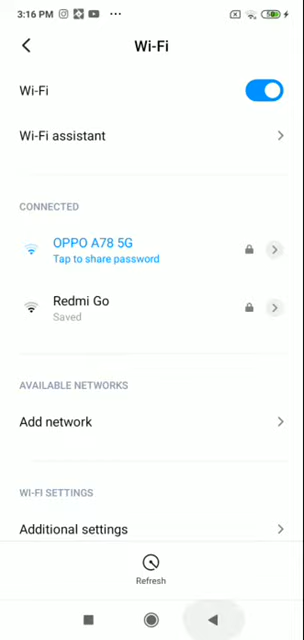 3:16 PM
50
Wi-Fi
Wi-Fi
Wi-Fi assistant
CONNECTED
OPPO A78 5G
Tap to share password
Redmi Go
Saved
AVAILABLE NETWORKS
Add network
WI-FI SETTINGS
Additional settings
Refresh